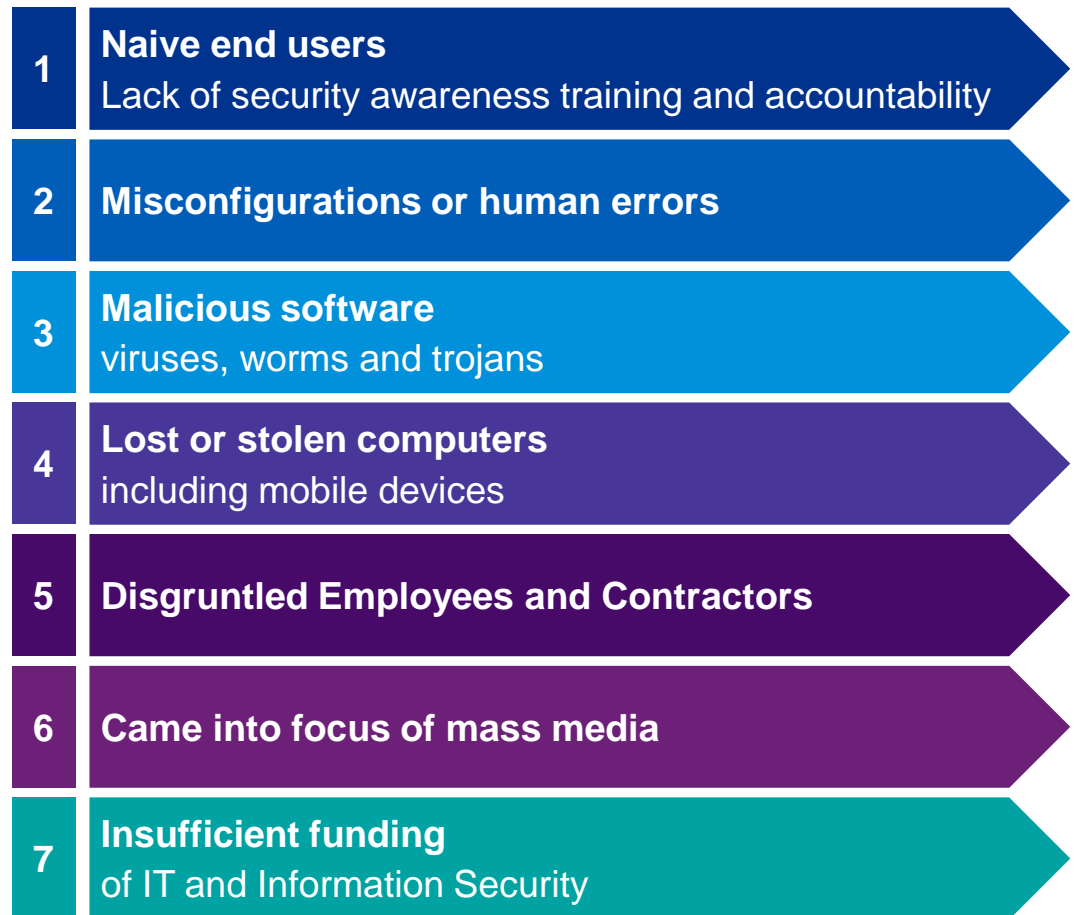 1
Naive end users
Lack of security awareness training and accountability
2
Misconfigurations or human errors
3
Malicious software
viruses, worms and trojans
4
Lost or stolen computers
including mobile devices
5
Disgruntled Employees and Contractors
6
Came into focus of mass media
7
Insufficient funding
of IT and Information Security